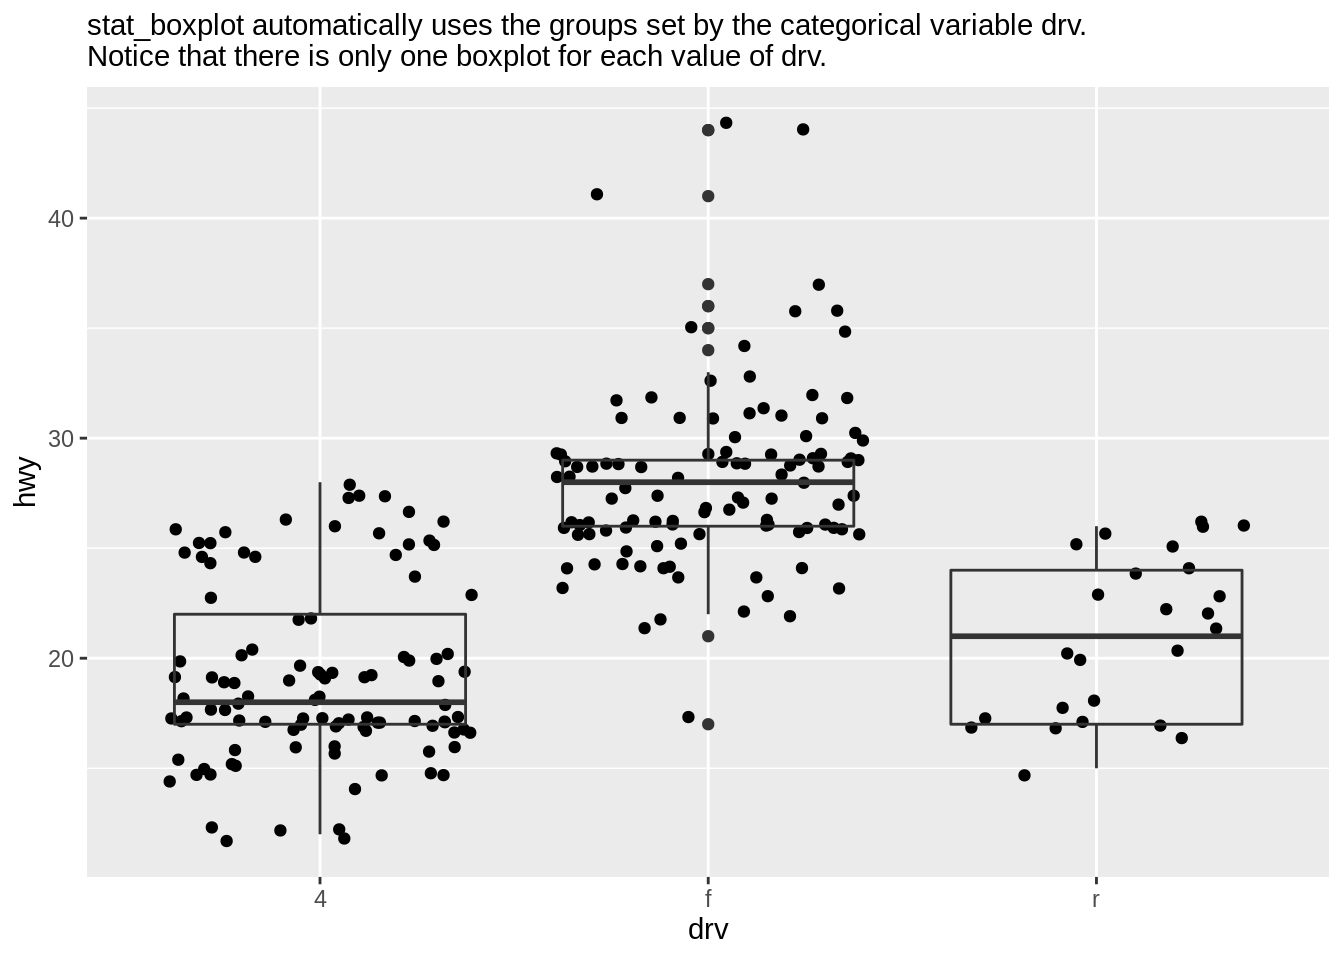 stat_boxplot automatically uses the groups set by the categorical variable drv.
Notice that there is only one boxplot for each value of drv.
40
30
20
hwy
4 f r
drv